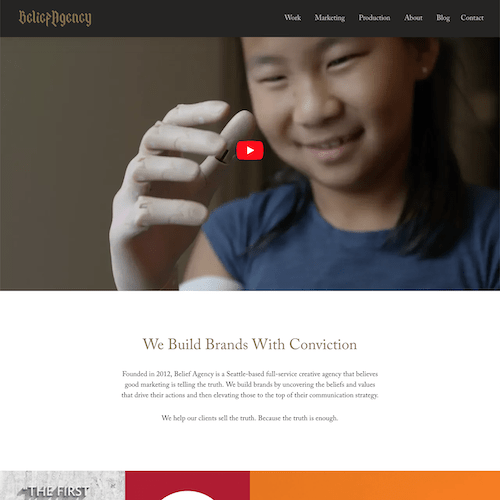 Belief Agency
Work Marketing Production About Blog Contact
We Build Brands With Conviction
Founded in 2012, Belief Agency is a Seattle-based full-service creative agency that believes
good marketing is telling the truth. We build brands by uncovering the beliefs and values
that drive their actions and then elevating those to the top of their communication strategy.
We help our clients sell the truth. Because the truth is enough.
THE FIRST